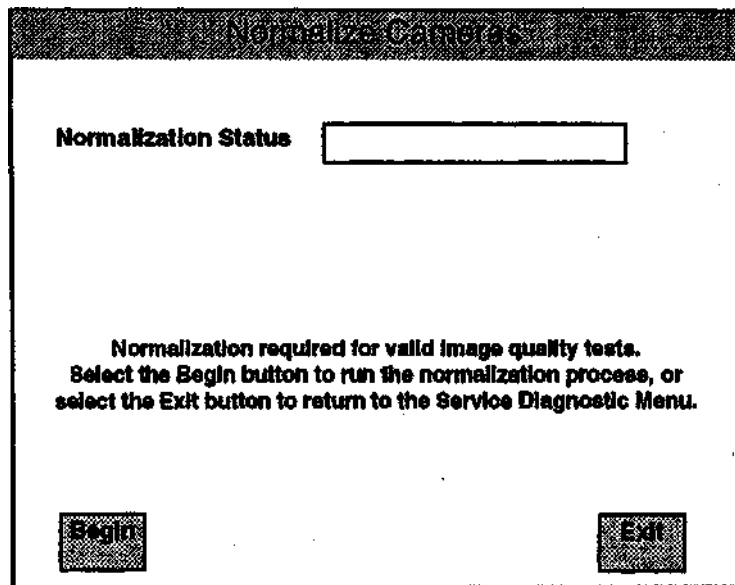 Normalize Cameras
Normalization Status
Normalization required for valid image quality tests.
Select the Begin button to run the normalization process, or
select the Exit button to return to the Service Diagnostic Menu.
Begin
Exit